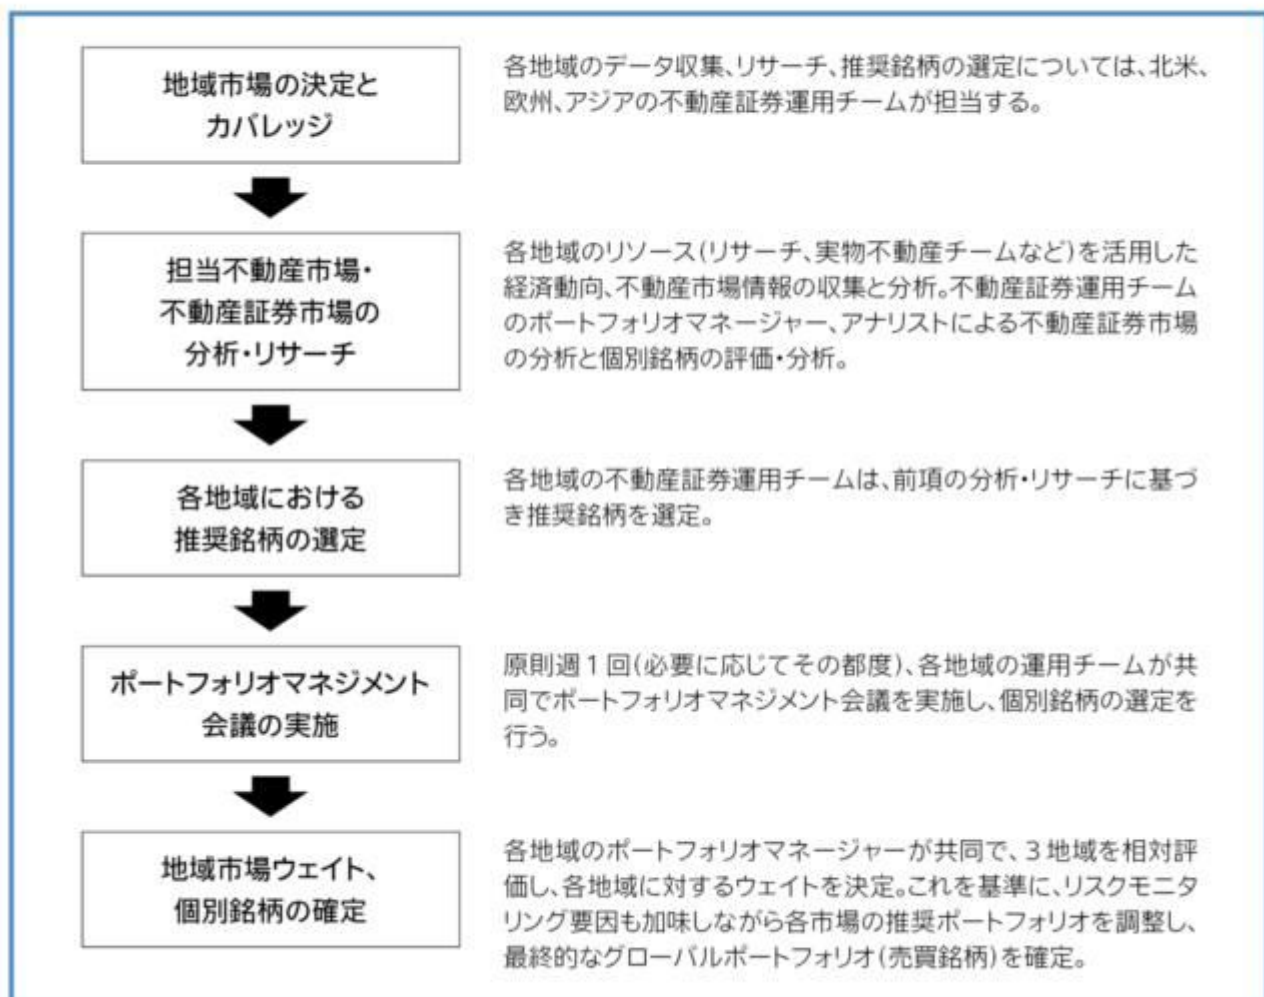 地域市場の決定と
カバレッジ
各地域のデータ収集、リサーチ、推奨銘柄の選定については、北米、
欧州、アジアの不動産証券運用チームが担当する。
担当不動産市場・
不動産証券市場の
分析・リサーチ
各地域のリソース(リサーチ、実物不動産チームなど)を活用した
経済動向、不動産市場情報の収集と分析。不動産証券運用チーム
のポートフォリオマネージャー、アナリストによる不動産証券市場
の分析と個別銘柄の評価・分析。
各地域における
推奨銘柄の選定
各地域の不動産証券運用チームは、前項の分析・リサーチに基づ
き推奨銘柄を選定。
ポートフォリオマネジメント
会議の実施
原則週1回(必要に応じてその都度)、各地域の運用チームが共
同でポートフォリオマネジメント会議を実施し、個別銘柄の選定を
行う。
地域市場ウェイト、
個別銘柄の確定
各地域のポートフォリオマネージャーが共同で、3地域を相対評
価し、各地域に対するウェイトを決定。これを基準に、リスクモニタ
リング要因も加味しながら各市場の推奨ポートフォリオを調整し、
最終的なグローバルポートフォリオ(売買銘柄)を確定。